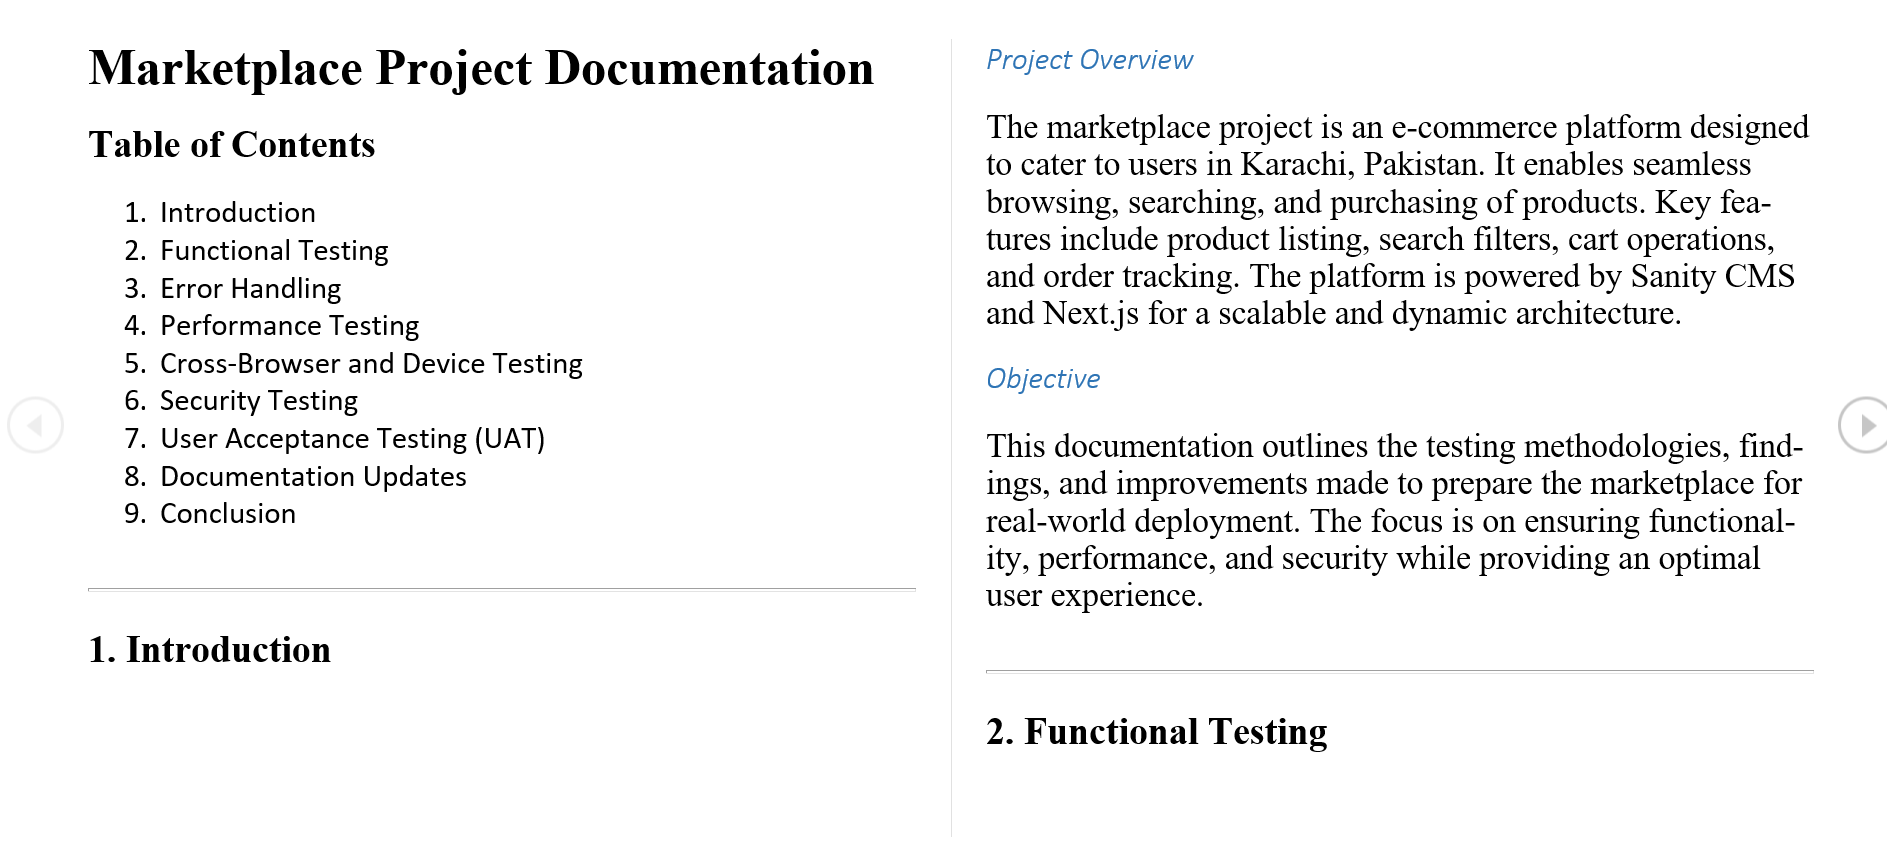 Marketplace Project Documentation
Table of Contents
1. Introduction
2. Functional Testing
3. Error Handling
4. Performance Testing
5. Cross-Browser and Device Testing
6. Security Testing
7. User Acceptance Testing (UAT)
8. Documentation Updates
9. Conclusion
1. Introduction
Project Overview
The marketplace project is an e-commerce platform designed
to cater to users in Karachi, Pakistan. It enables seamless
browsing, searching, and purchasing of products. Key fea-
tures include product listing, search filters, cart operations,
and order tracking. The platform is powered by Sanity CMS
and Next.js for a scalable and dynamic architecture.
Objective
This documentation outlines the testing methodologies, find-
ings, and improvements made to prepare the marketplace for
real-world deployment. The focus is on ensuring functional-
ity, performance, and security while providing an optimal
user experience.
2. Functional Testing